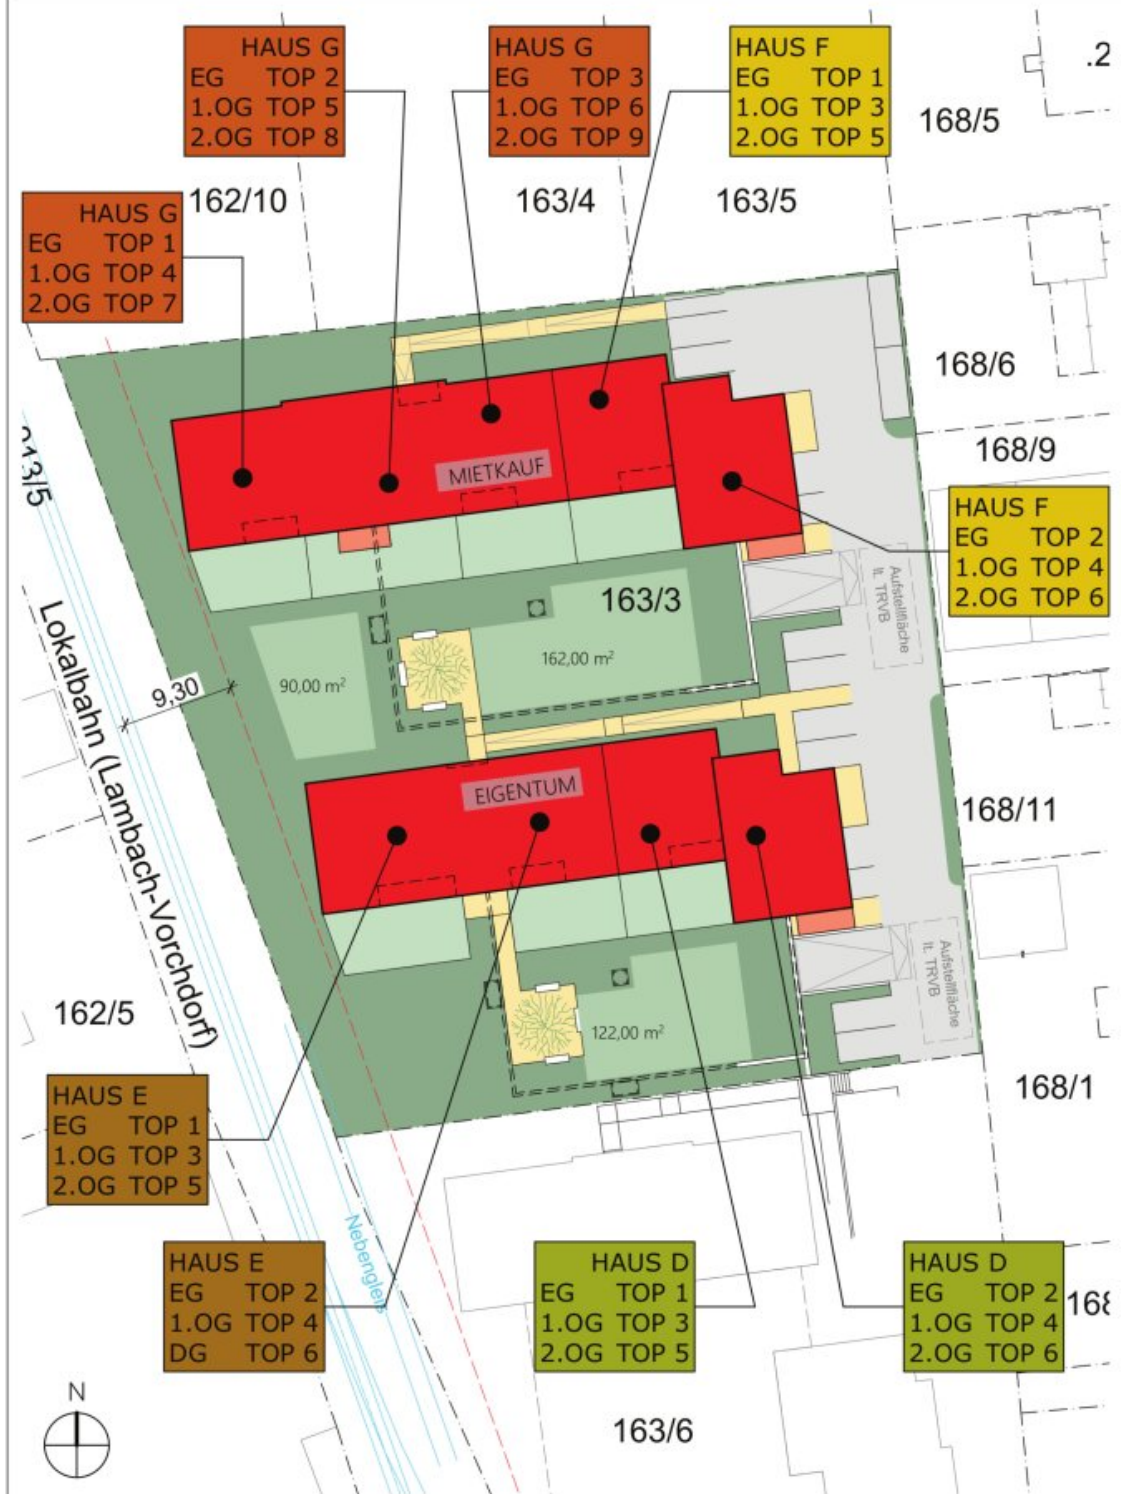 HAUS G
EG TOP 2
1.OG TOP 5
2.OG TOP 8
HAUS G
EG TOP 3
1.OG TOP 6
2.OG TOP 9
HAUS F
EG TOP 1
1.OG TOP 3
2.OG TOP 5
.2
168/5
162/10
163/4
163/5
HAUS G
EG TOP 1
1.OG TOP 4
2.OG TOP 7
168/6
168/9
MIETKAUF
HAUS F
EG TOP 2
1.OG TOP 4
2.OG TOP 6
Aufstellfläche
lt. TRVB
163/3
162,00 m²
90,00 m²
9,30
Lokalbahn (Lambach-Vorchdorf)
EIGENTUM
168/11
Aufstellfläche
lt. TRVB
122,00 m²
162/5
168/1
HAUS E
EG TOP 1
1.OG TOP 3
2.OG TOP 5
Nebengleis
HAUS E
EG TOP 2
1.OG TOP 4
DG TOP 6
HAUS D
EG TOP 1
1.OG TOP 3
2.OG TOP 5
HAUS D
EG TOP 2
1.OG TOP 4
2.OG TOP 6
168
N
163/6